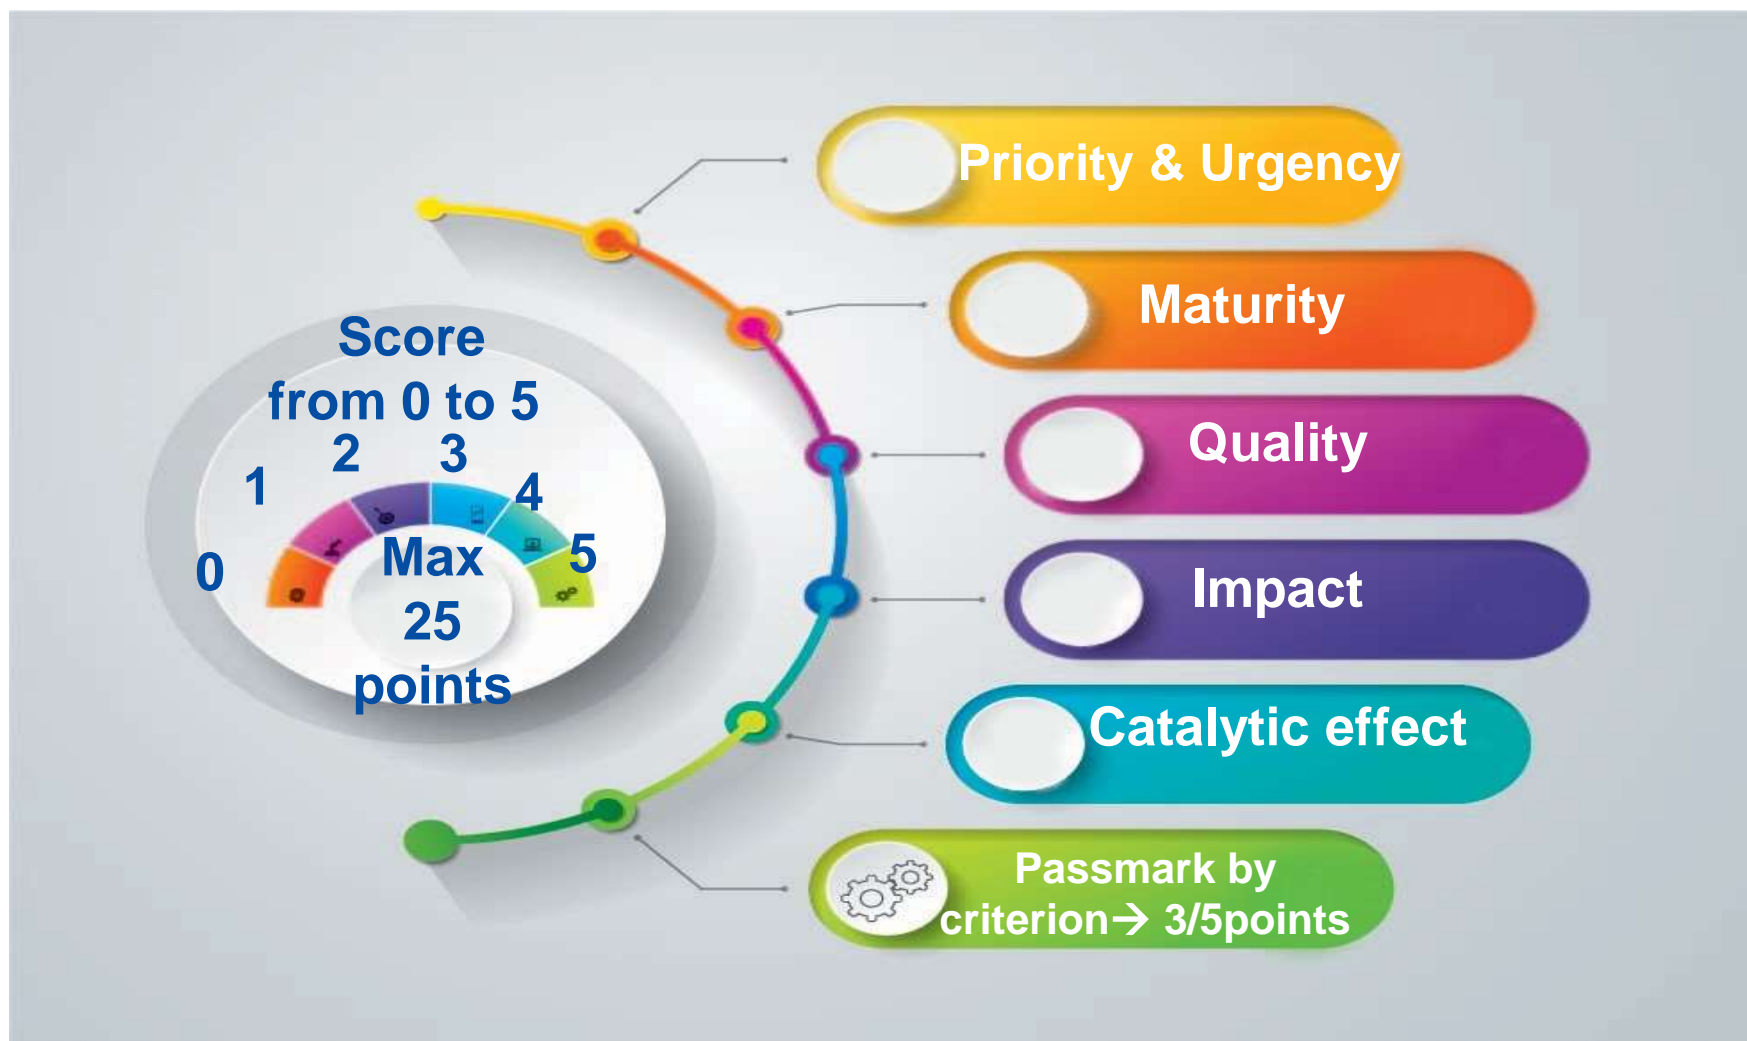 Score
from 0 to 5
0
1
2
3
4
5
Max
25
points
Priority & Urgency
Maturity
Quality
Impact
Catalytic effect
Passmark by
criterion→ 3/5points